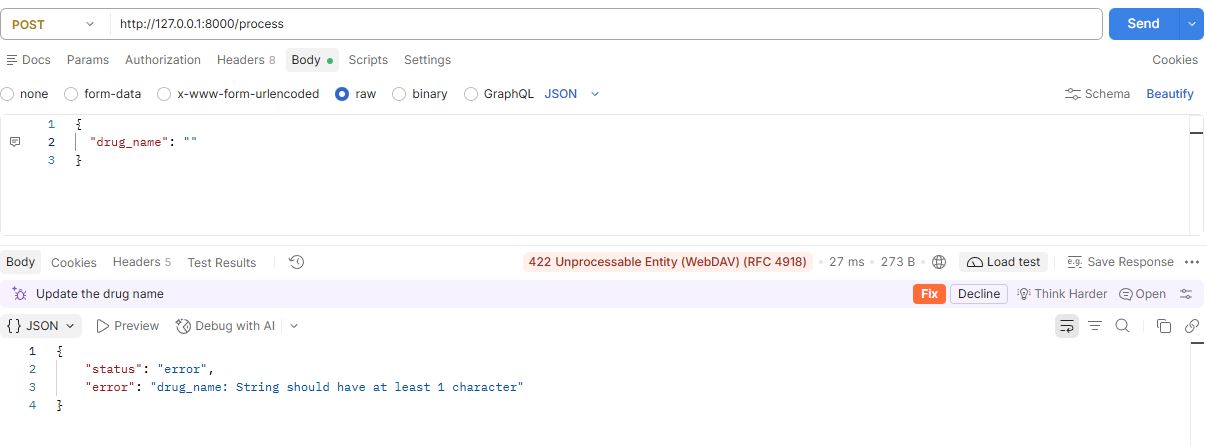 POST http://127.0.0.1:8000/process Send
Docs Params Authorization Headers 8 Body Scripts Settings Cookies
none form-data x-www-form-urlencoded raw binary GraphQL JSON Schema Beautify
1 {
2 "drug_name": ""
3 }
Body Cookies Headers 5 Test Results 422 Unprocessable Entity (WebDAV) (RFC 4918) • 27 ms • 273 B • Load test e.g. Save Response
Update the drug name Fix Decline Think Harder Open
{} JSON Preview Debug with AI
1 {
2 "status": "error",
3 "error": "drug_name: String should have at least 1 character"
4 }